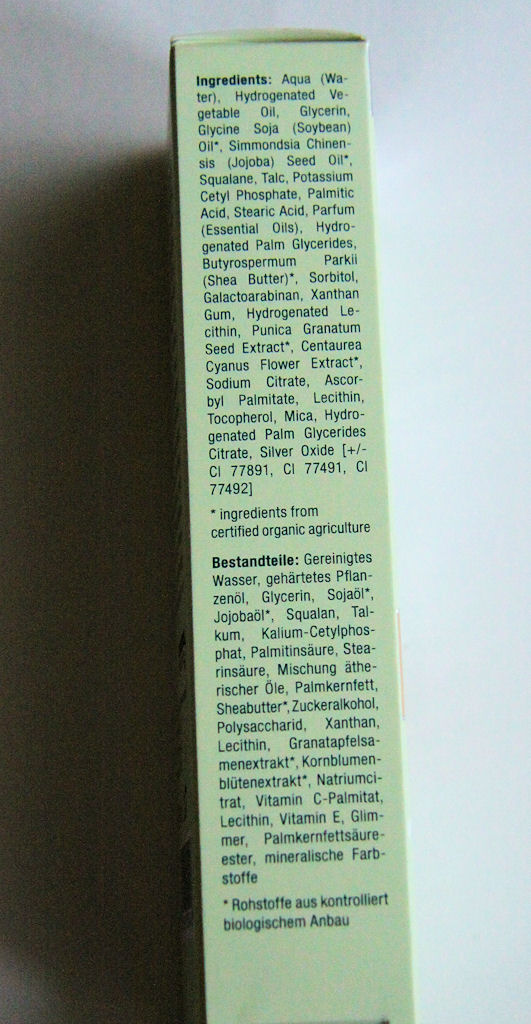 Ingredients: Aqua (Wa-
ter), Hydrogenated Ve-
getable Oil, Glycerin,
Glycine Soja (Soybean)
Oil*, Simmondsia Chinen-
sis (Jojoba) Seed Oil*,
Squalane, Talc, Potassium
Cetyl Phosphate, Palmitic
Acid, Stearic Acid, Parfum
(Essential Oils), Hydro-
genated Palm Glycerides,
Butyrospermum Parkii
(Shea Butter)*, Sorbitol,
Galactoarabinan, Xanthan
Gum, Hydrogenated Le-
cithin, Punica Granatum
Seed Extract*, Centaurea
Cyanus Flower Extract*,
Sodium Citrate, Ascor-
byl Palmitate, Lecithin,
Tocopherol, Mica, Hydro-
genated Palm Glycerides
Citrate, Silver Oxide [+/-
CI 77891, CI 77491, CI
77492]
* ingredients from
certified organic agriculture
Bestandteile: Gereinigtes
Wasser, gehärtetes Pflan-
zenöl, Glycerin, Sojaöl*,
Jojobaöl*, Squalan, Tal-
kum, Kalium-Cetylphos-
phat, Palmitinsäure, Stea-
rinsäure, Mischung äthe-
rischer Öle, Palmkernfett,
Sheabutter*, Zuckeralkohol,
Polysaccharid, Xanthan,
Lecithin, Granatapfelsa-
menextrakt*, Kornblumen-
blütenextrakt*, Natriumci-
trat, Vitamin C-Palmitat,
Lecithin, Vitamin E, Glim-
mer, Palmkernfettsäure-
ester, mineralische Farb-
stoffe
* Rohstoffe aus kontrolliert
biologischem Anbau